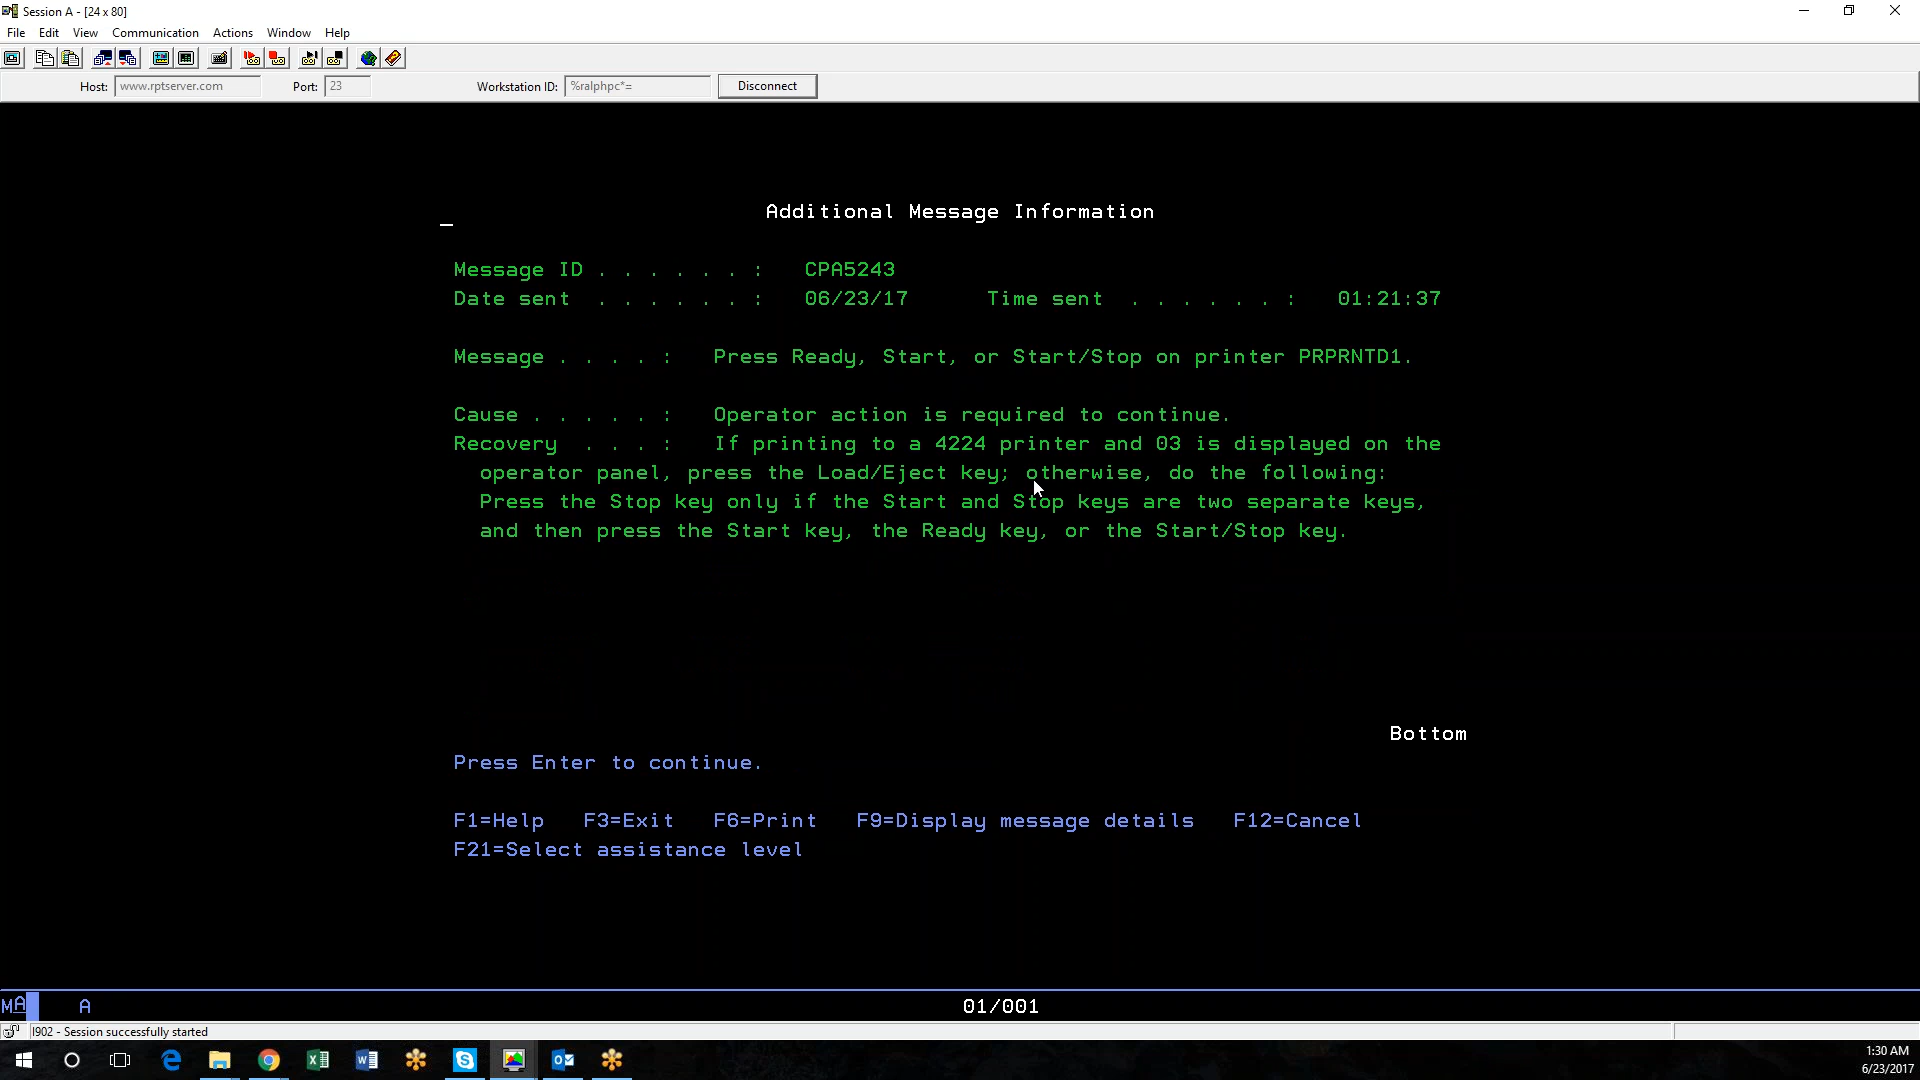 Session A - [24 x 80]
File Edit View Communication Actions Window Help
Host: www.rptserver.com Port: 23 Workstation ID: %ralphpc*= Disconnect
Additional Message Information
Message ID . . . . . . : CPA5243
Date sent . . . . . . : 06/23/17 Time sent . . . . . . : 01:21:37
Message . . . . : Press Ready, Start, or Start/Stop on printer PRPRNTD1.
Cause . . . . . : Operator action is required to continue.
Recovery . . . : If printing to a 4224 printer and 03 is displayed on the
operator panel, press the Load/Eject key; otherwise, do the following:
Press the Stop key only if the Start and Stop keys are two separate keys,
and then press the Start key, the Ready key, or the Start/Stop key.
Bottom
Press Enter to continue.
F1=Help F3=Exit F6=Print F9=Display message details F12=Cancel
F21=Select assistance level
MA A 01/001
I902 - Session successfully started
1:30 AM
6/23/2017